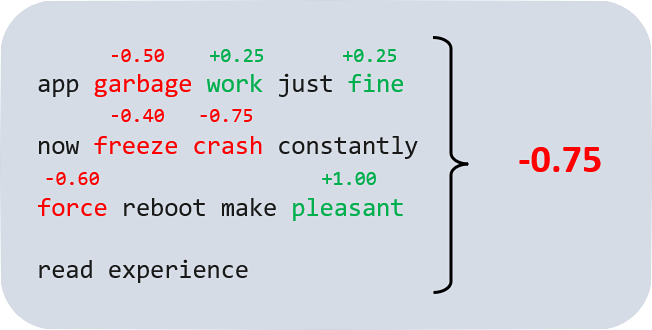 -0.50 +0.25 +0.25
app garbage work just fine
-0.40 -0.75
now freeze crash constantly
-0.75
-0.60 +1.00
force reboot make pleasant
read experience